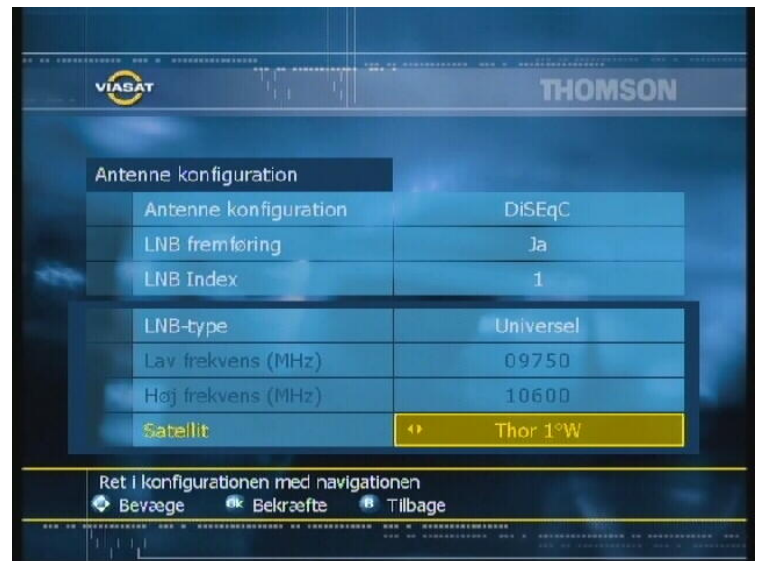 VIASAT
THOMSON
Antenne konfiguration
Antenne konfiguration DiSEqC
LNB fremføring Ja
LNB Index 1
LNB-type Universel
Lav frekvens (MHz) 09750
Høj frekvens (MHz) 10600
Satellit Thor 1°W
Ret i konfigurationen med navigationen
Bevæge Ok Bekræfte B Tilbage